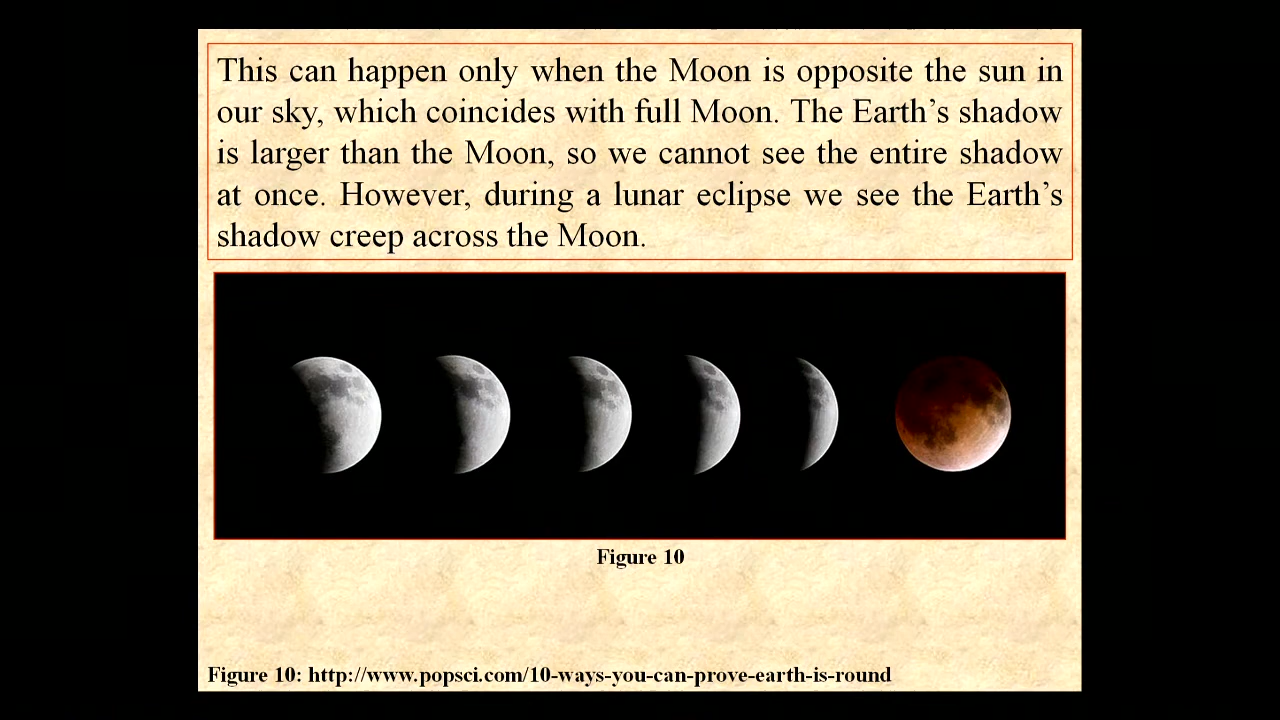 This can happen only when the Moon is opposite the sun in
our sky, which coincides with full Moon. The Earth’s shadow
is larger than the Moon, so we cannot see the entire shadow
at once. However, during a lunar eclipse we see the Earth’s
shadow creep across the Moon.
Figure 10
Figure 10: http://www.popsci.com/10-ways-you-can-prove-earth-is-round